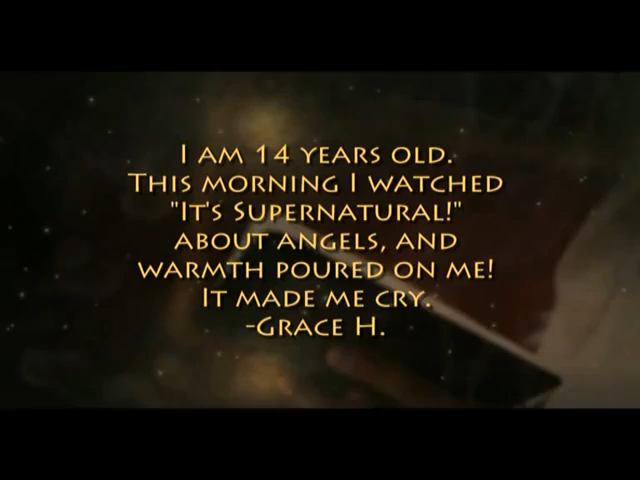 I am 14 years old.
This morning I watched
"It's Supernatural!"
about angels, and
warmth poured on me!
It made me cry.
-Grace H.